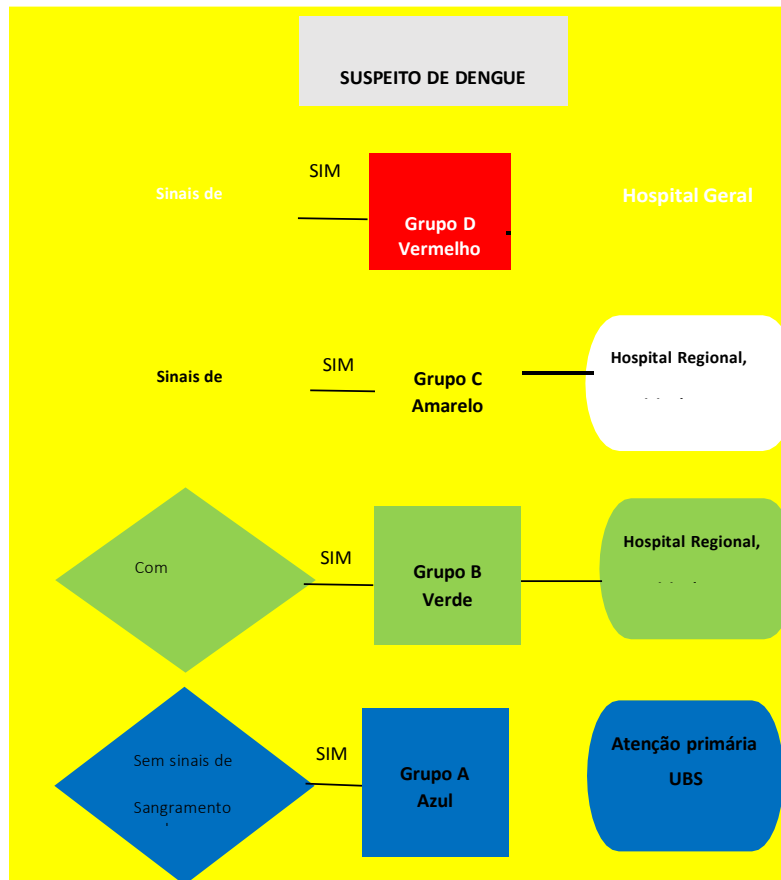 SUSPEITO DE DENGUE
SIM
Sinais de
Grupo D
Vermelho
Hospital Geral
SIM
Sinais de
Grupo C
Amarelo
Hospital Regional,
SIM
Com
Grupo B
Verde
Hospital Regional,
SIM
Sem sinais de
Sangramento
Grupo A
Azul
Atenção primária
UBS